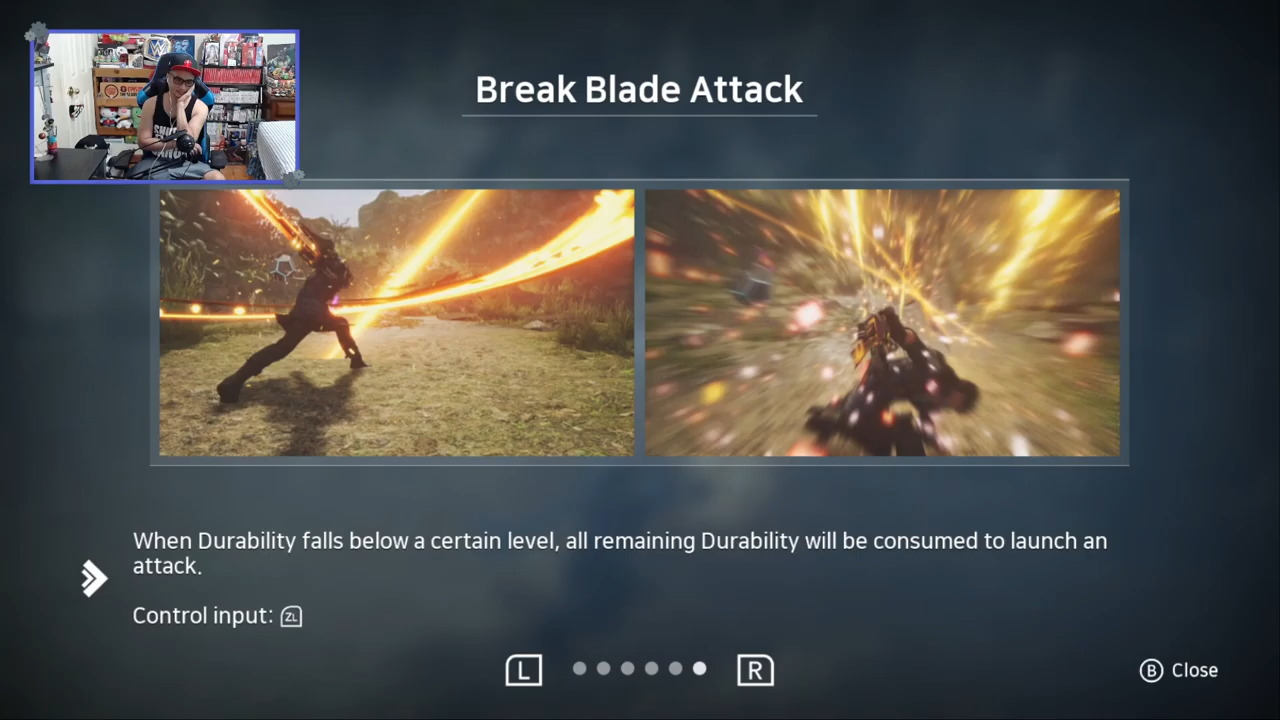 Break Blade Attack
When Durability falls below a certain level, all remaining Durability will be consumed to launch an
attack.
Control input: ZL
L
R
B Close